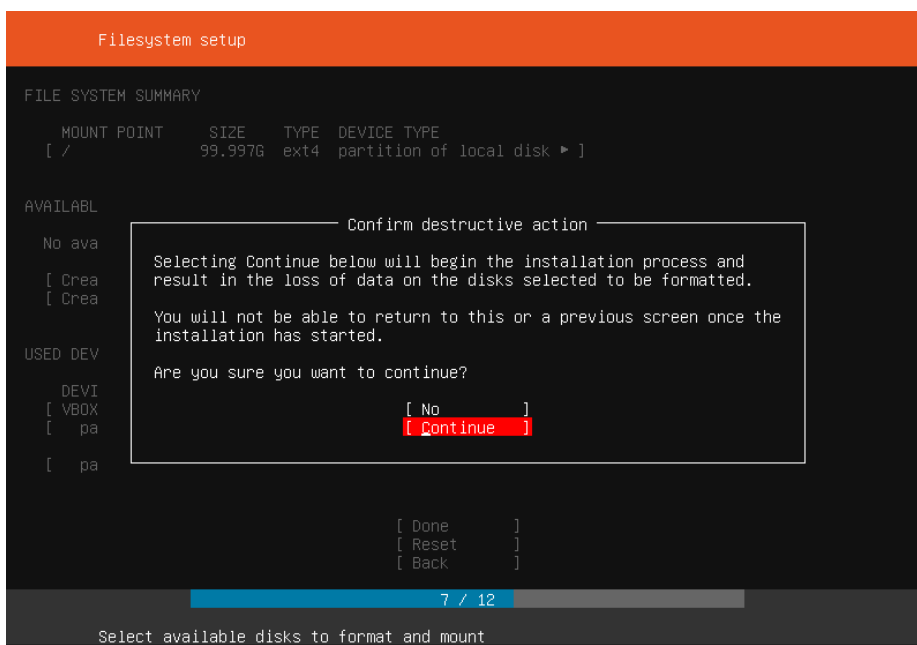 Filesystem setup
FILE SYSTEM SUMMARY
MOUNT POINT SIZE TYPE DEVICE TYPE
[ / 99.997G ext4 partition of local disk ▸ ]
AVAILABL
Confirm destructive action
No ava
Selecting Continue below will begin the installation process and
[ Crea
result in the loss of data on the disks selected to be formatted.
[ Crea
You will not be able to return to this or a previous screen once the
installation has started.
USED DEV
Are you sure you want to continue?
DEVI
[ VBOX
[ No ]
[ pa
[ Continue ]
[ pa
[ Done ]
[ Reset ]
[ Back ]
7 / 12
Select available disks to format and mount